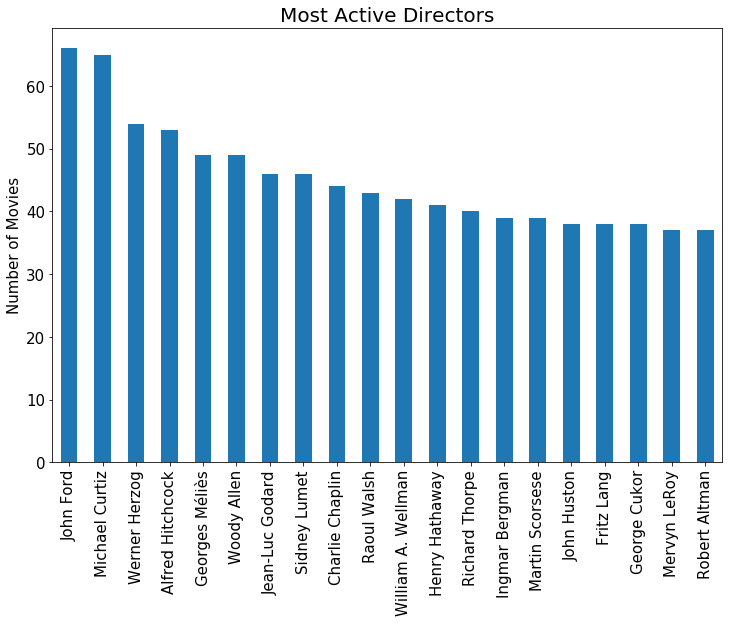 Most Active Directors
Number of Movies
60
50
40
30
20
10
0
John Ford
Michael Curtiz
Werner Herzog
Alfred Hitchcock
Georges Méliès
Woody Allen
Jean-Luc Godard
Sidney Lumet
Charlie Chaplin
Raoul Walsh
William A. Wellman
Henry Hathaway
Richard Thorpe
Ingmar Bergman
Martin Scorsese
John Huston
Fritz Lang
George Cukor
Mervyn LeRoy
Robert Altman